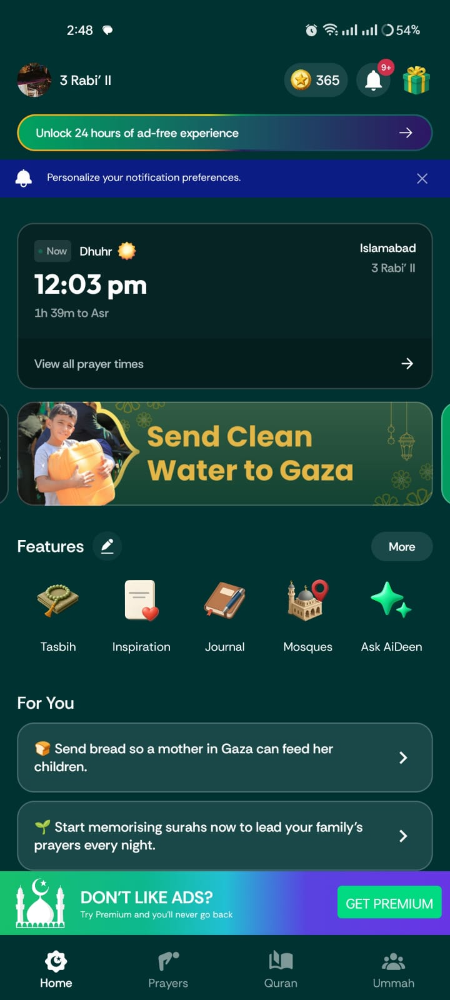 2:48
54%
3 Rabi' II
365
9+
Unlock 24 hours of ad-free experience
Personalize your notification preferences.
Now
Dhuhr
Islamabad
12:03 pm
3 Rabi' II
1h 39m to Asr
View all prayer times
Send Clean
Water to Gaza
Features
More
Tasbih
Inspiration
Journal
Mosques
Ask AiDeen
For You
Send bread so a mother in Gaza can feed her
children.
Start memorising surahs now to lead your family's
prayers every night.
DON'T LIKE ADS?
Try Premium and you'll never go back
GET PREMIUM
Home
Prayers
Quran
Ummah